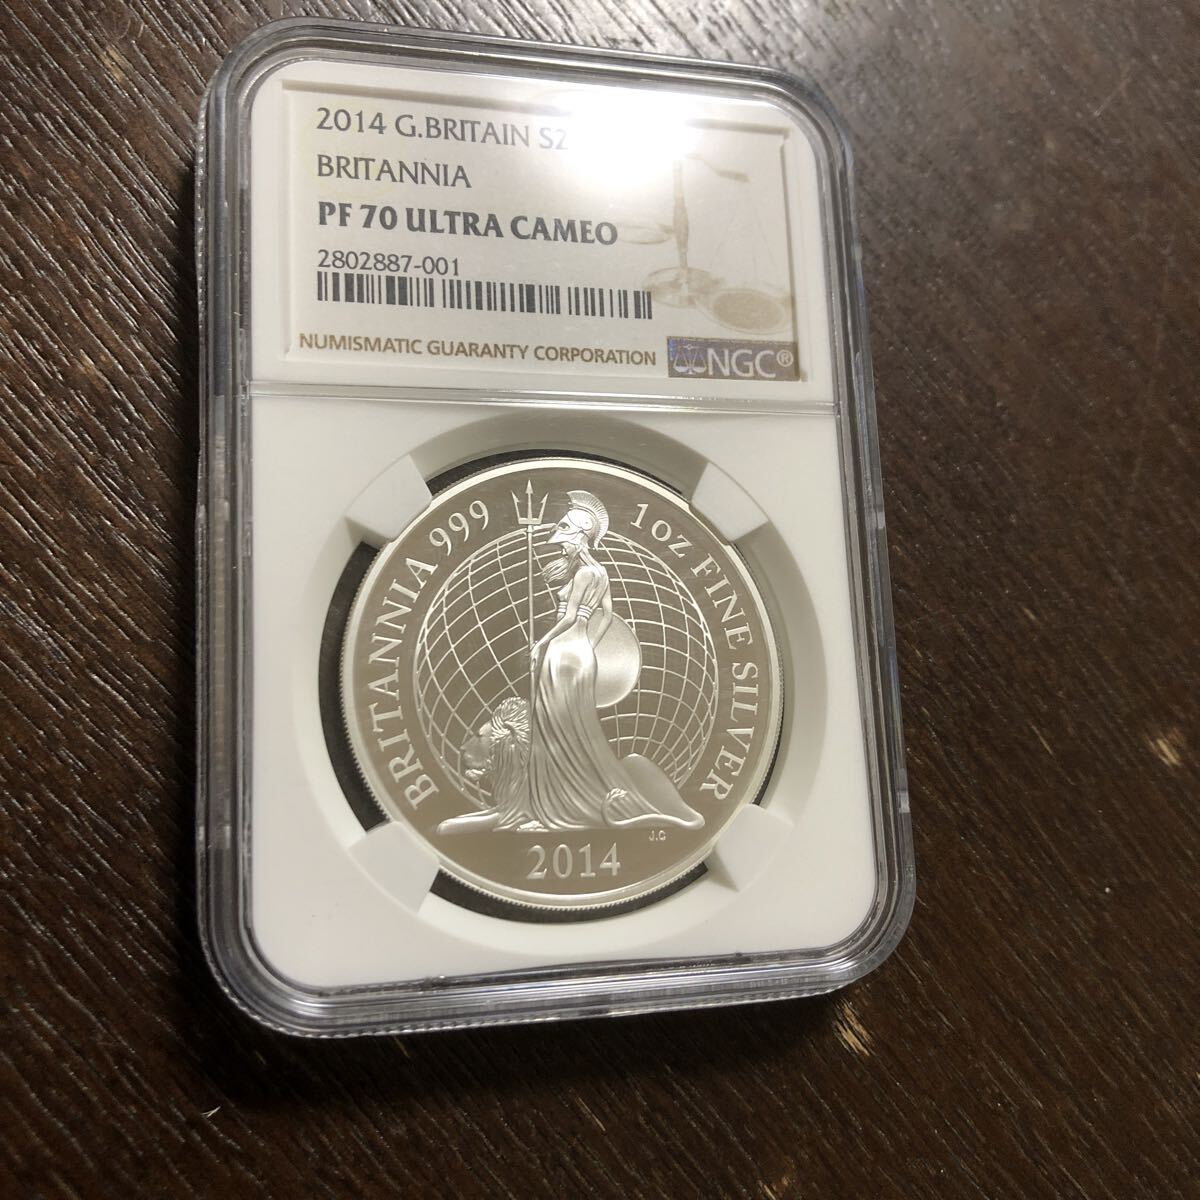 2014 G.BRITAIN S2
BRITANNIA
PF 70 ULTRA CAMEO
2802887-001
NUMISMATIC GUARANTY CORPORATION
NGC®
BRITANNIA 999
1OZ FINE SILVER
J.C
2014